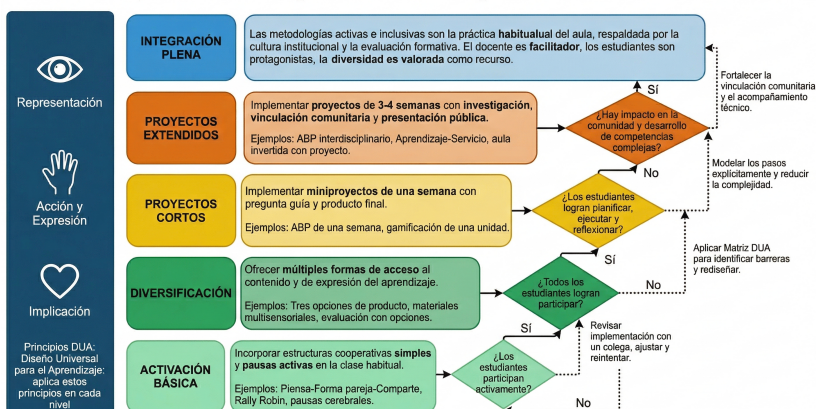 Representación
Acción y
Expresión
Implicación
Principios DUA:
Diseño Universal
para el Aprendizaje:
aplica estos
principios en cada
nivel
INTEGRACIÓN
PLENA
Las metodologías activas e inclusivas son la práctica habitualual del aula, respaldada por la
cultura institucional y la evaluación formativa. El docente es facilitador, los estudiantes son
protagonistas, la diversidad es valorada como recurso.
Sí
Fortalecer la
vinculación comunitaria
y el acompañamiento
técnico.
PROYECTOS
EXTENDIDOS
Implementar proyectos de 3-4 semanas con investigación,
vinculación comunitaria y presentación pública.
Ejemplos: ABP interdisciplinario, Aprendizaje-Servicio, aula
invertida con proyecto.
¿Hay impacto en la
comunidad y desarrollo
de competencias
complejas?
No
Modelar los pasos
explicitamente y reducir
la complejidad.
PROYECTOS
CORTOS
Implementar miniproyectos de una semana con
pregunta guía y producto final.
Ejemplos: ABP de una semana, gamificación de una unidad.
¿Los estudiantes
logran planificar,
ejecutar y
reflexionar?
Sí
Aplicar Matriz DUA
para identificar barreras
y rediseñar.
DIVERSIFICACIÓN
Ofrecer múltiples formas de acceso al
contenido y de expresión del aprendizaje.
Ejemplos: Tres opciones de producto, materiales
multisensoriales, evaluación con opciones.
¿Todos los
estudiantes logran
participar?
No
Sí
Revisar
implementación con
un colega, ajustar y
reintentar.
ACTIVACIÓN
BÁSICA
Incorporar estructuras cooperativas simples
y pausas activas en la clase habitual.
Ejemplos: Piensa-Forma pareja-Comparte,
Rally Robin, pausas cerebrales.
¿Los
estudiantes
participan
activamente?
No